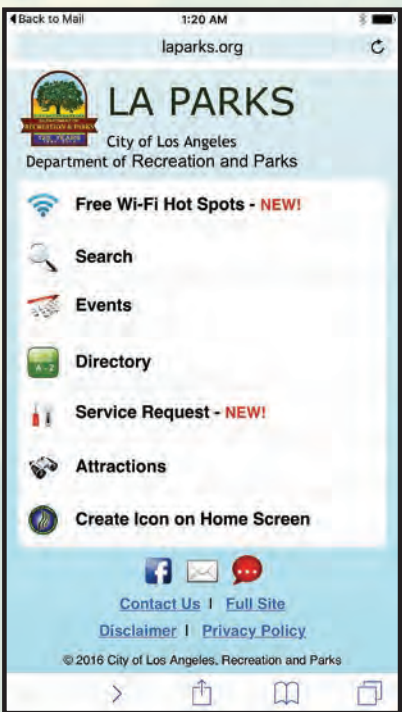 Back to Mail 1:20 AM
laparks.org
LA PARKS
City of Los Angeles
Department of Recreation and Parks
Free Wi-Fi Hot Spots - NEW!
Search
Events
A-Z
Directory
Service Request - NEW!
Attractions
Create Icon on Home Screen
Contact Us | Full Site
Disclaimer | Privacy Policy
© 2016 City of Los Angeles, Recreation and Parks